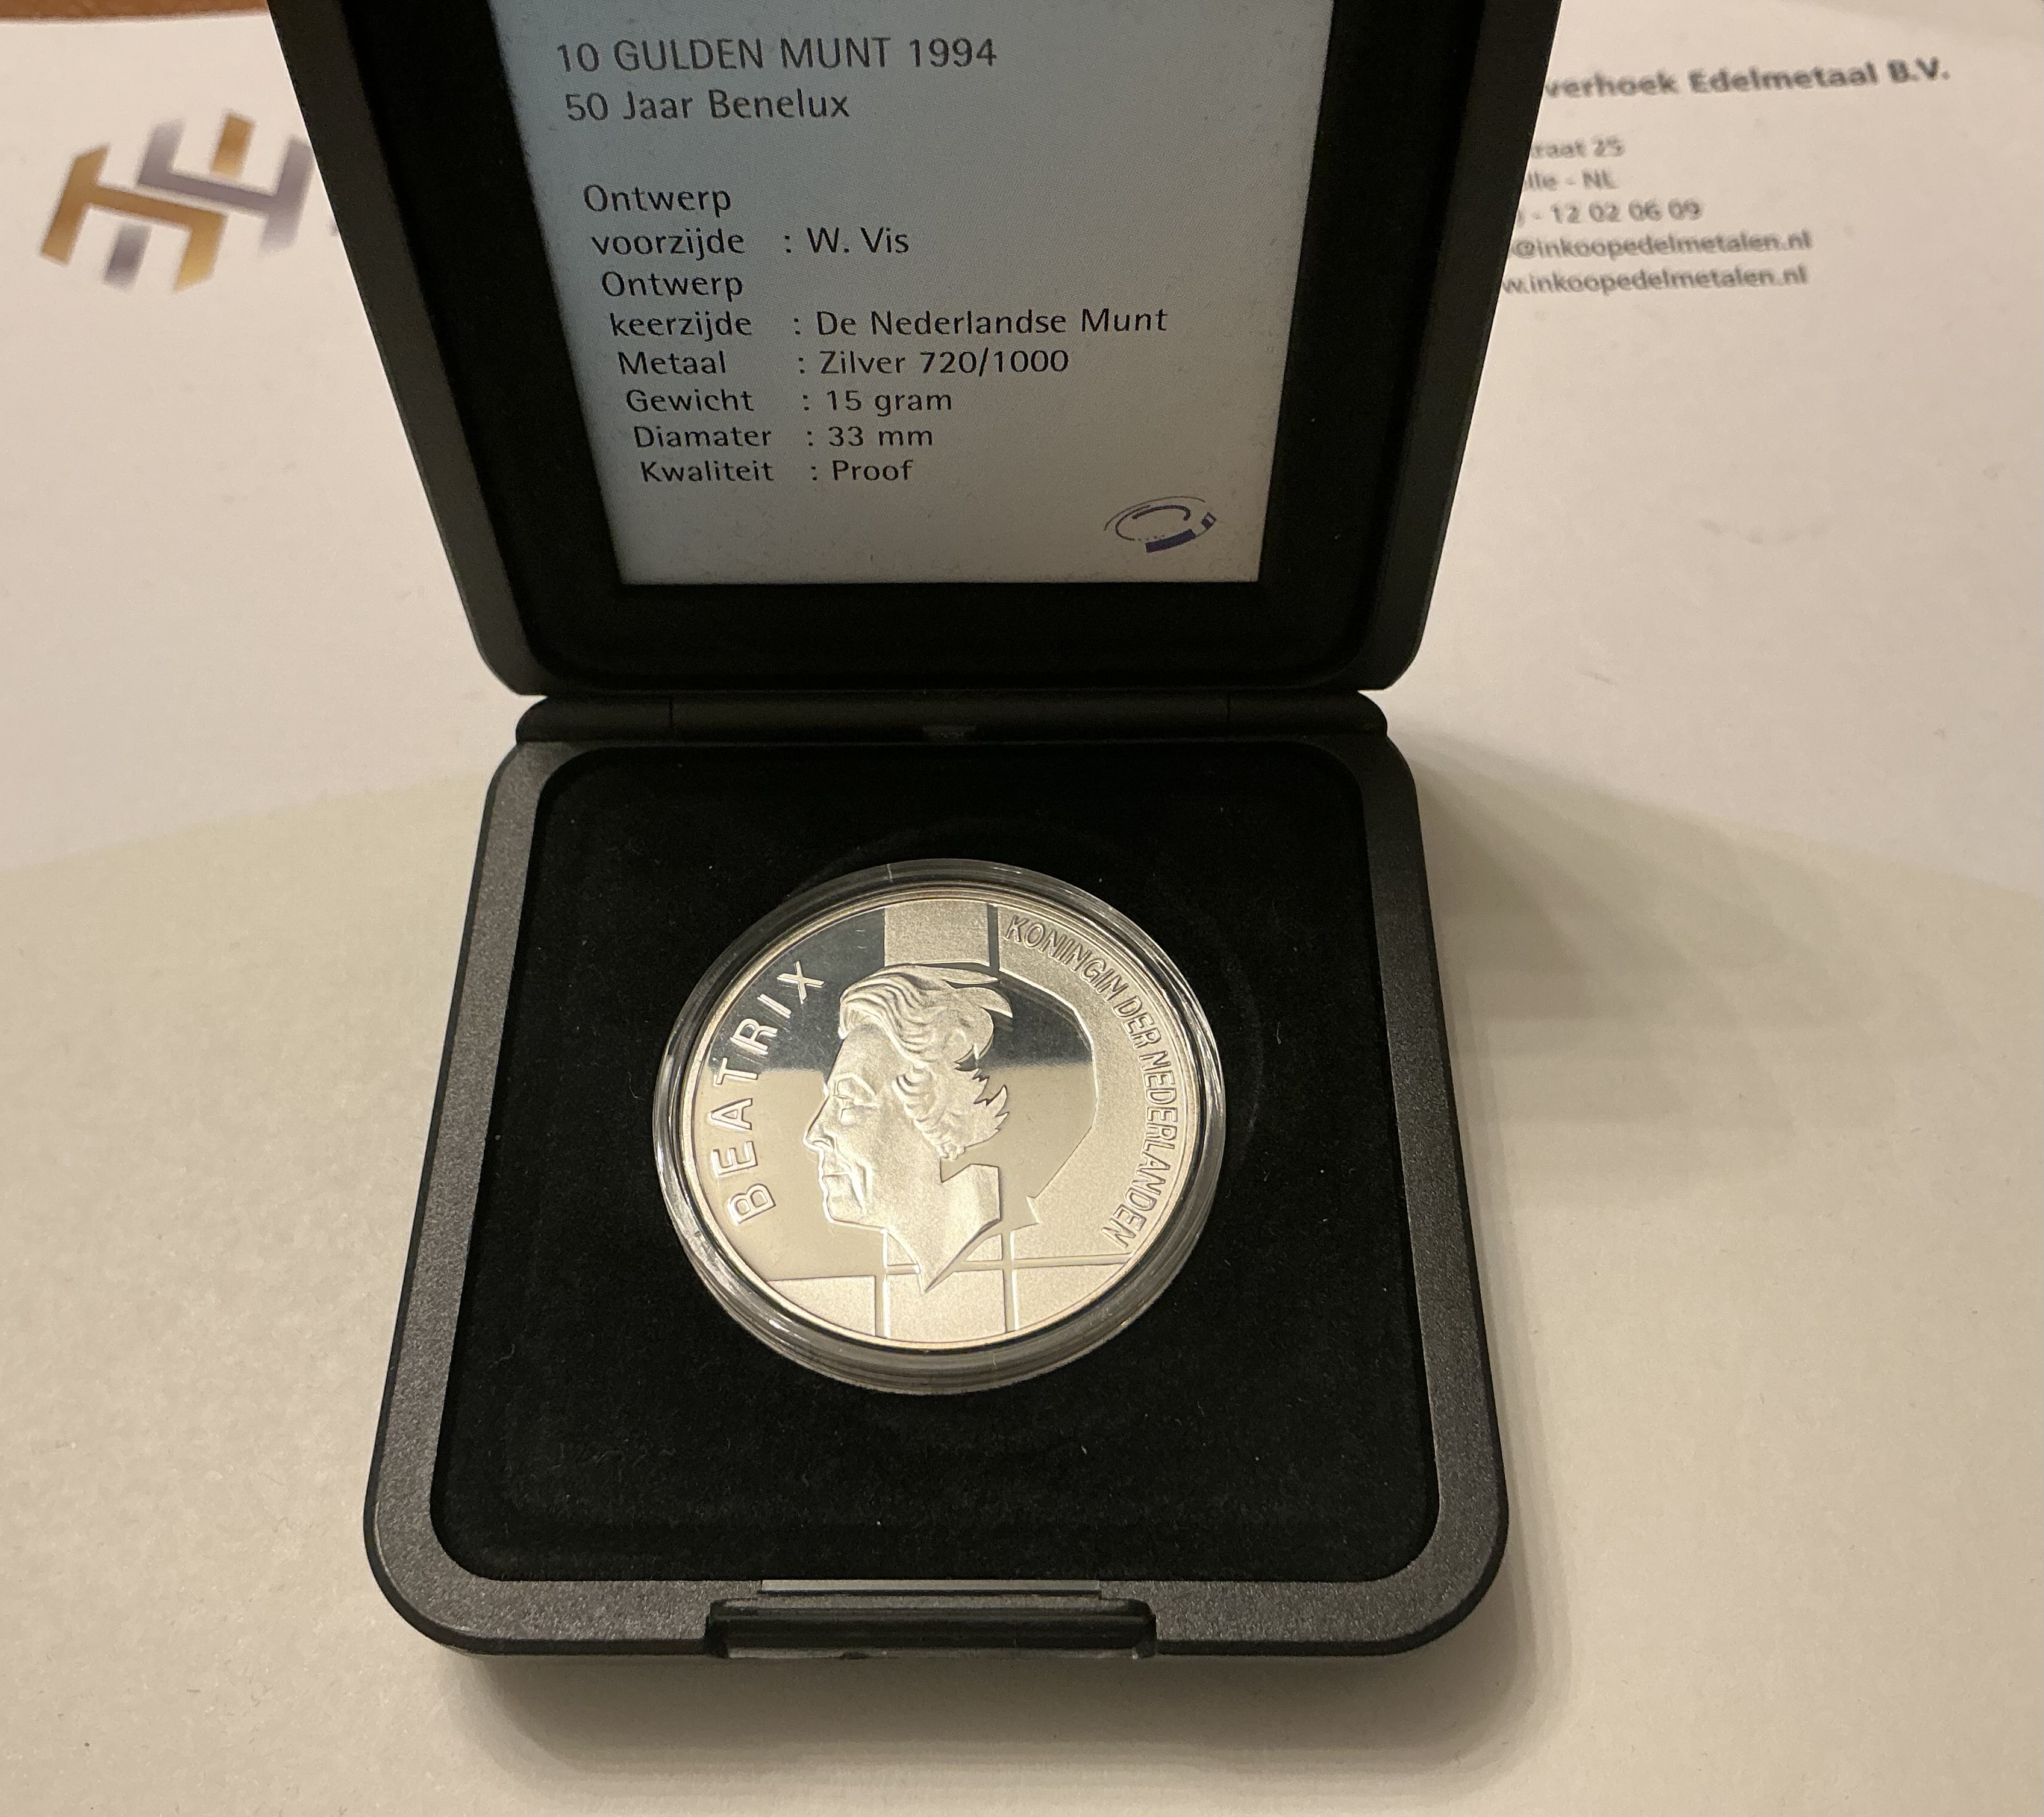 10 GULDEN MUNT 1994
50 Jaar Benelux
Ontwerp
voorzijde : W. Vis
Ontwerp
keerzijde : De Nederlandse Munt
Metaal : Zilver 720/1000
Gewicht : 15 gram
Diamater : 33 mm
Kwaliteit : Proof
verhoek Edelmetaal B.V.
raat 25
lle - NL
- 12 02 06 09
@inkoopedelmetalen.nl
w.inkoopedelmetalen.nl
BEATRIX
KONINGIN DER NEDERLANDEN